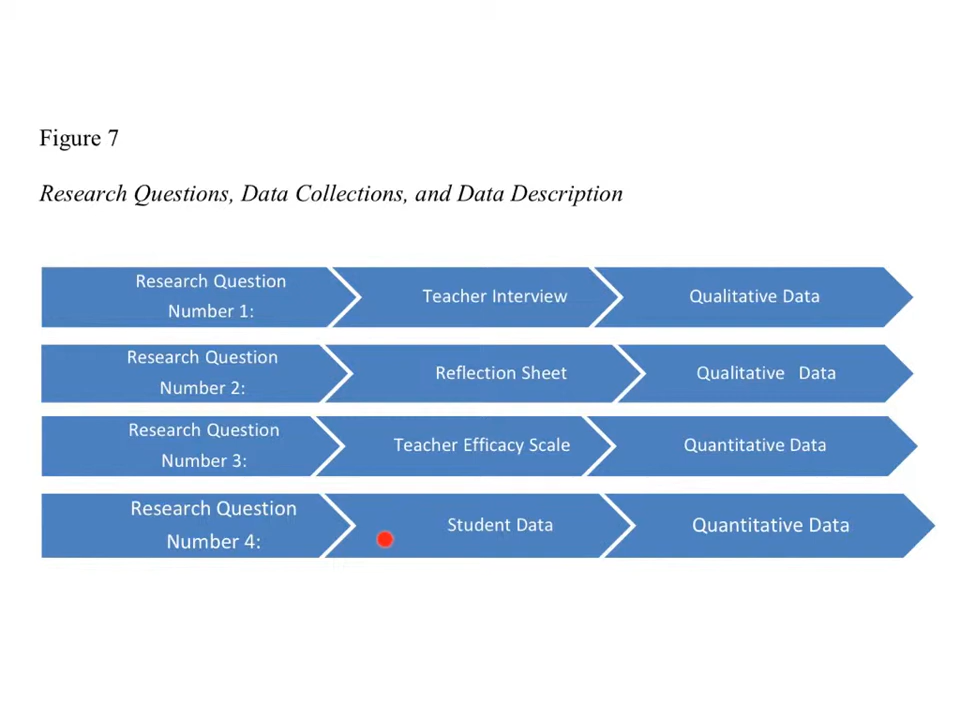 Figure 7
Research Questions, Data Collections, and Data Description
Research Question
Number 1:
Teacher Interview
Qualitative Data
Research Question
Number 2:
Reflection Sheet
Qualitative Data
Research Question
Number 3:
Teacher Efficacy Scale
Quantitative Data
Research Question
Number 4:
Student Data
Quantitative Data